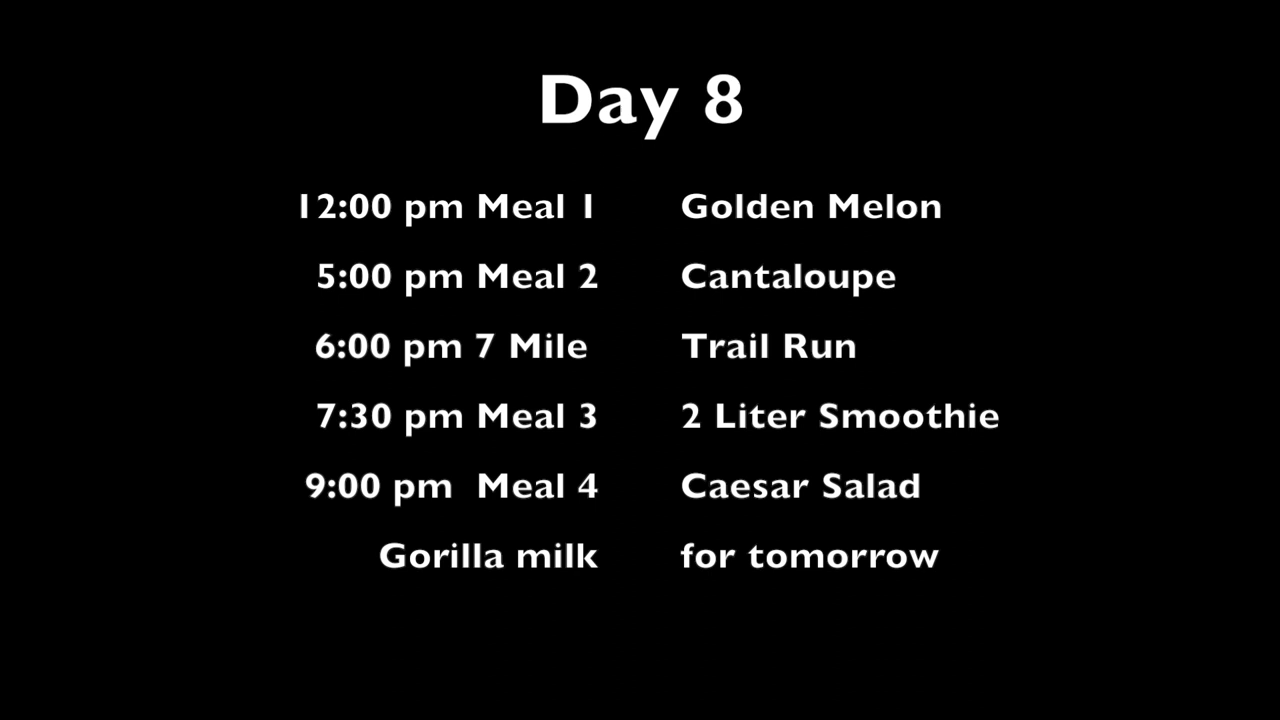 Day 8
12:00 pm Meal 1 Golden Melon
5:00 pm Meal 2 Cantaloupe
6:00 pm 7 Mile Trail Run
7:30 pm Meal 3 2 Liter Smoothie
9:00 pm Meal 4 Caesar Salad
Gorilla milk for tomorrow